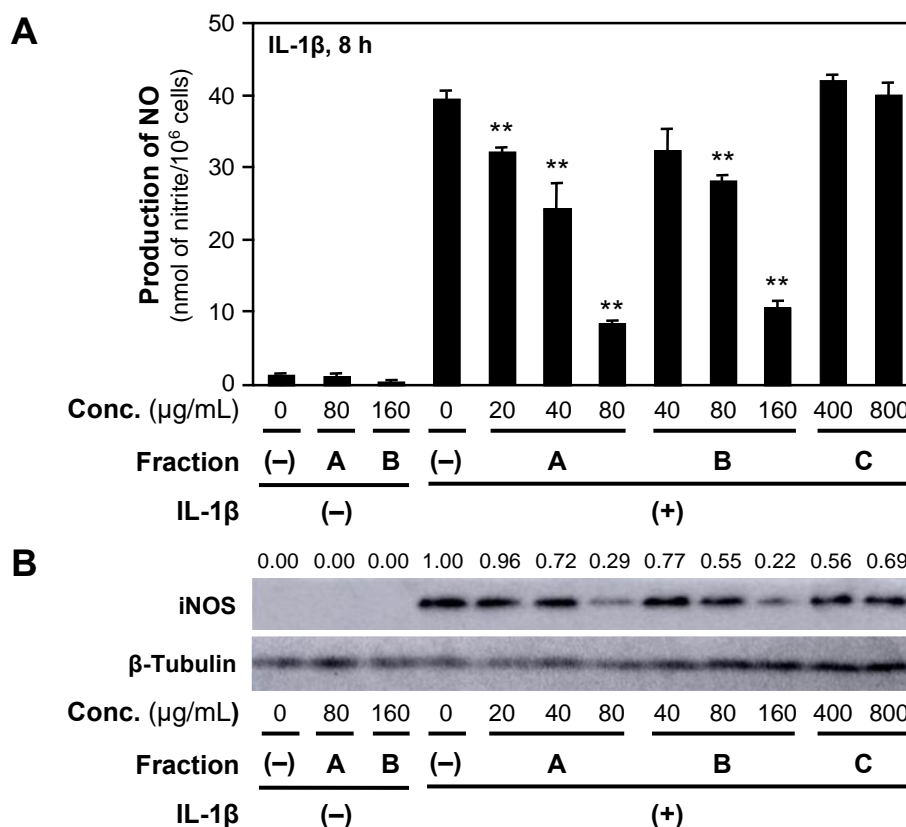 A
50
40
30
20
10
0
Production of NO
(nmol of nitrite/10⁶ cells)
IL-1β, 8 h
** ** ** ** **
Conc. (µg/mL) 0 80 160 0 20 40 80 40 80 160 400 800
Fraction (–) A B (–) A B C
IL-1β (–) (+)
B
0.00 0.00 0.00 1.00 0.96 0.72 0.29 0.77 0.55 0.22 0.56 0.69
iNOS
β-Tubulin
Conc. (µg/mL) 0 80 160 0 20 40 80 40 80 160 400 800
Fraction (–) A B (–) A B C
IL-1β (–) (+)